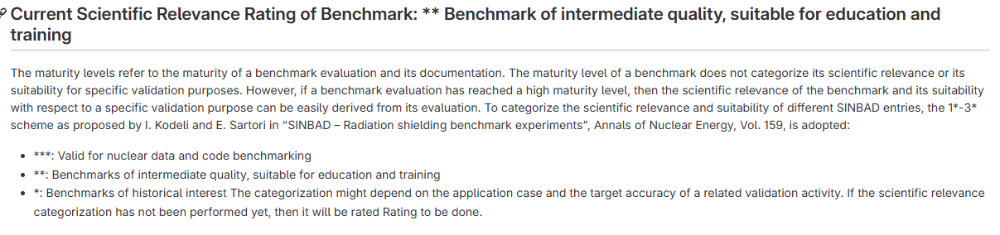 Current Scientific Relevance Rating of Benchmark: ** Benchmark of intermediate quality, suitable for education and
training
The maturity levels refer to the maturity of a benchmark evaluation and its documentation. The maturity level of a benchmark does not categorize its scientific relevance or its
suitability for specific validation purposes. However, if a benchmark evaluation has reached a high maturity level, then the scientific relevance of the benchmark and its suitability
with respect to a specific validation purpose can be easily derived from its evaluation. To categorize the scientific relevance and suitability of different SINBAD entries, the 1*-3*
scheme as proposed by I. Kodeli and E. Sartori in “SINBAD – Radiation shielding benchmark experiments”, Annals of Nuclear Energy, Vol. 159, is adopted:
• ***: Valid for nuclear data and code benchmarking
• **: Benchmarks of intermediate quality, suitable for education and training
• *: Benchmarks of historical interest The categorization might depend on the application case and the target accuracy of a related validation activity. If the scientific relevance
categorization has not been performed yet, then it will be rated Rating to be done.